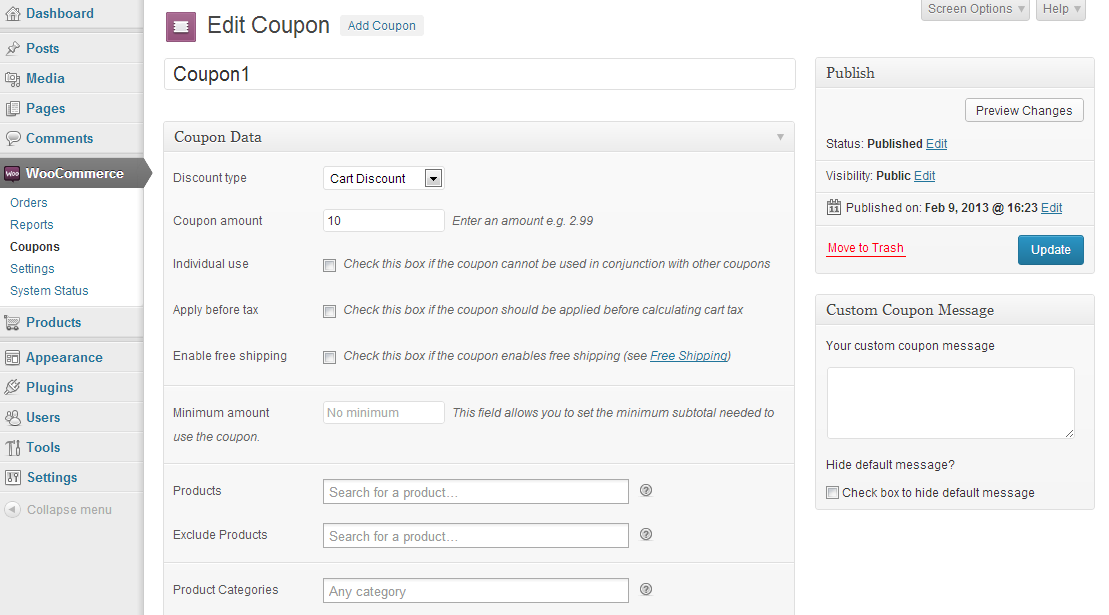 Dashboard
Posts
Media
Pages
Comments
Woo WooCommerce
Orders
Reports
Coupons
Settings
System Status
Products
Appearance
Plugins
Users
Tools
Settings
Collapse menu
Screen Options
Help
Edit Coupon
Add Coupon
Coupon1
Coupon Data
Discount type
Cart Discount
Coupon amount
10
Enter an amount e.g. 2.99
Individual use
Check this box if the coupon cannot be used in conjunction with other coupons
Apply before tax
Check this box if the coupon should be applied before calculating cart tax
Enable free shipping
Check this box if the coupon enables free shipping (see Free Shipping)
Minimum amount
No minimum
This field allows you to set the minimum subtotal needed to
use the coupon.
Products
Search for a product...
?
Exclude Products
Search for a product...
?
Product Categories
Any category
?
Publish
Preview Changes
Status: Published Edit
Visibility: Public Edit
11 Published on: Feb 9, 2013 @ 16:23 Edit
Move to Trash
Update
Custom Coupon Message
Your custom coupon message
Hide default message?
Check box to hide default message